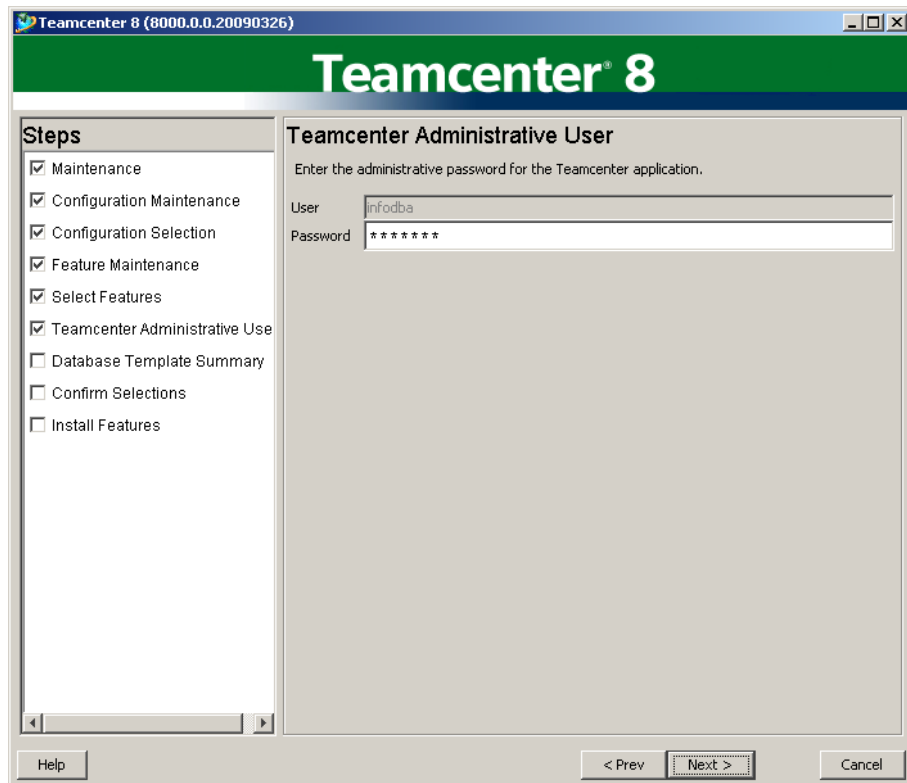 Teamcenter 8 (8000.0.0.20090326)
Teamcenter® 8
Steps
Maintenance
Configuration Maintenance
Configuration Selection
Feature Maintenance
Select Features
Teamcenter Administrative Use
Database Template Summary
Confirm Selections
Install Features
Teamcenter Administrative User
Enter the administrative password for the Teamcenter application.
User infodba
Password *******
Help < Prev Next > Cancel